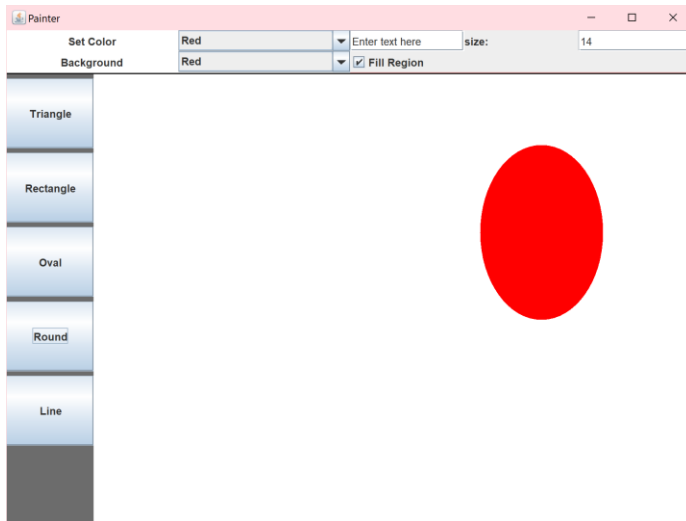 Painter
Set Color Red Enter text here size: 14
Background Red Fill Region
Triangle
Rectangle
Oval
Round
Line